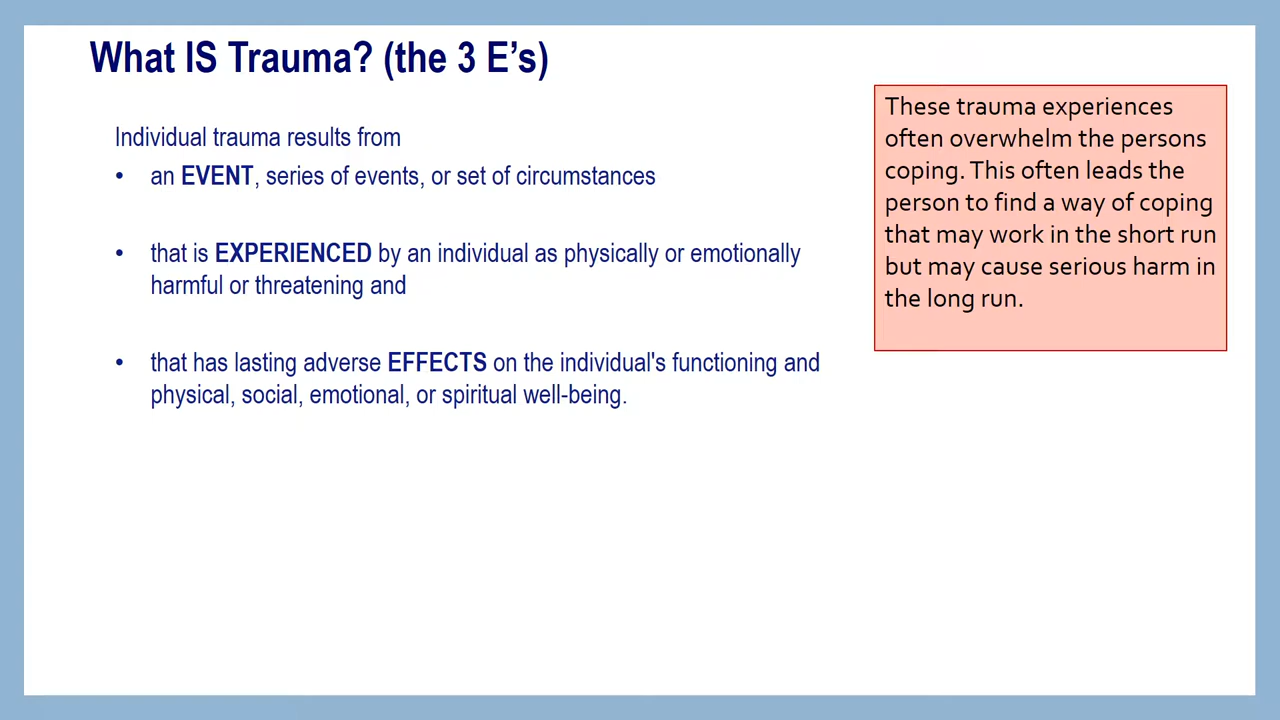 What IS Trauma? (the 3 E’s)
Individual trauma results from
• an EVENT, series of events, or set of circumstances
• that is EXPERIENCED by an individual as physically or emotionally
harmful or threatening and
• that has lasting adverse EFFECTS on the individual's functioning and
physical, social, emotional, or spiritual well-being.
These trauma experiences
often overwhelm the persons
coping. This often leads the
person to find a way of coping
that may work in the short run
but may cause serious harm in
the long run.